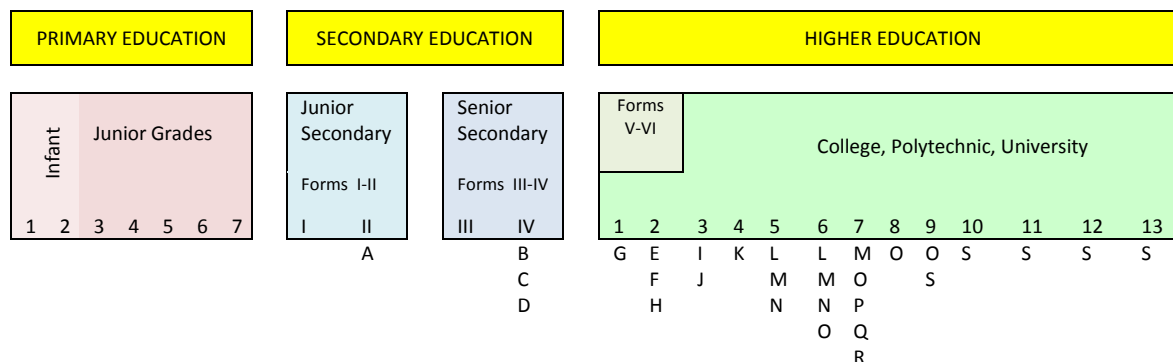 PRIMARY EDUCATION SECONDARY EDUCATION HIGHER EDUCATION
Infant
Junior Grades
1 2 3 4 5 6 7
Junior
Secondary
Forms I-II
I II
A
Senior
Secondary
Forms III-IV
III IV
B
C
D
Forms
V-VI
College, Polytechnic, University
1 2 3 4 5 6 7 8 9 10 11 12 13
G E I K L L M O O S S S S
F J M M O S
H N N P
O Q
R